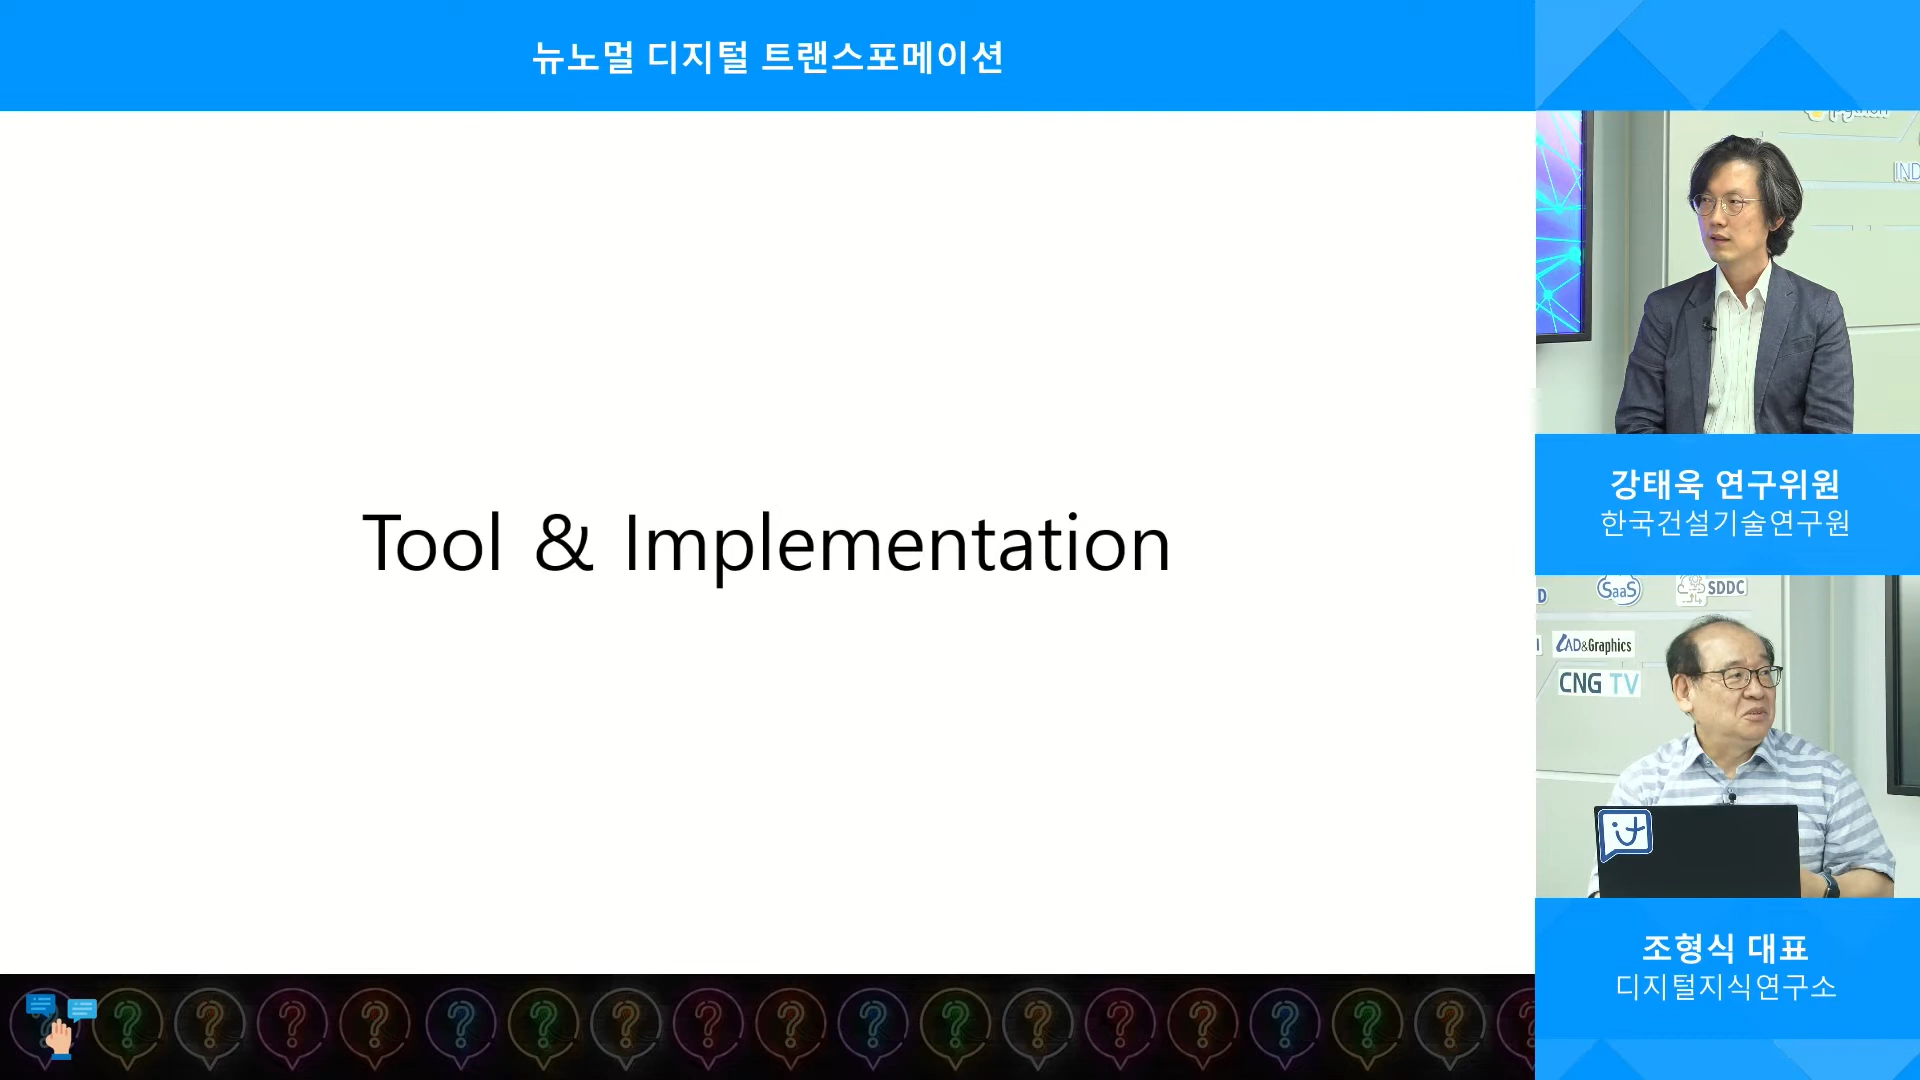 뉴노멀 디지털 트랜스포메이션
Tool & Implementation
강태욱 연구위원
한국건설기술연구원
SaaS
SDDC
CAD&Graphics
CNG TV
조형식 대표
디지털지식연구소